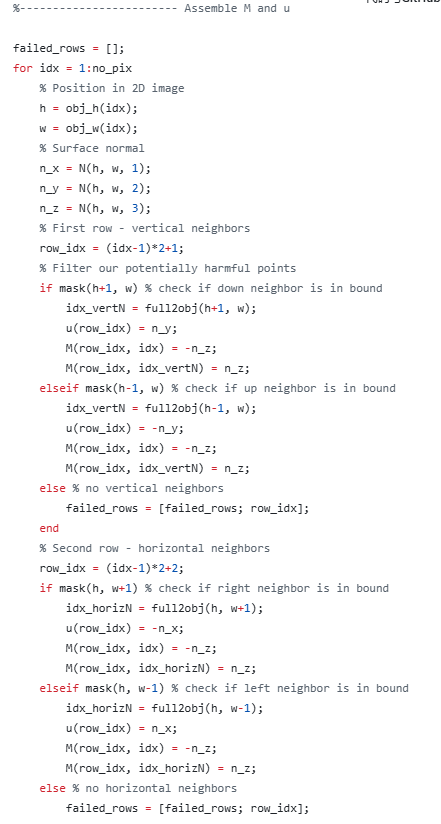 %------------------------ Assemble M and u
failed_rows = [];
for idx = 1:no_pix
    % Position in 2D image
    h = obj_h(idx);
    w = obj_w(idx);
    % Surface normal
    n_x = N(h, w, 1);
    n_y = N(h, w, 2);
    n_z = N(h, w, 3);
    % First row - vertical neighbors
    row_idx = (idx-1)*2+1;
    % Filter our potentially harmful points
    if mask(h+1, w) % check if down neighbor is in bound
        idx_vertN = full2obj(h+1, w);
        u(row_idx) = n_y;
        M(row_idx, idx) = -n_z;
        M(row_idx, idx_vertN) = n_z;
    elseif mask(h-1, w) % check if up neighbor is in bound
        idx_vertN = full2obj(h-1, w);
        u(row_idx) = -n_y;
        M(row_idx, idx) = -n_z;
        M(row_idx, idx_vertN) = n_z;
    else % no vertical neighbors
        failed_rows = [failed_rows; row_idx];
    end
    % Second row - horizontal neighbors
    row_idx = (idx-1)*2+2;
    if mask(h, w+1) % check if right neighbor is in bound
        idx_horizN = full2obj(h, w+1);
        u(row_idx) = -n_x;
        M(row_idx, idx) = -n_z;
        M(row_idx, idx_horizN) = n_z;
    elseif mask(h, w-1) % check if left neighbor is in bound
        idx_horizN = full2obj(h, w-1);
        u(row_idx) = n_x;
        M(row_idx, idx) = -n_z;
        M(row_idx, idx_horizN) = n_z;
    else % no horizontal neighbors
        failed_rows = [failed_rows; row_idx];